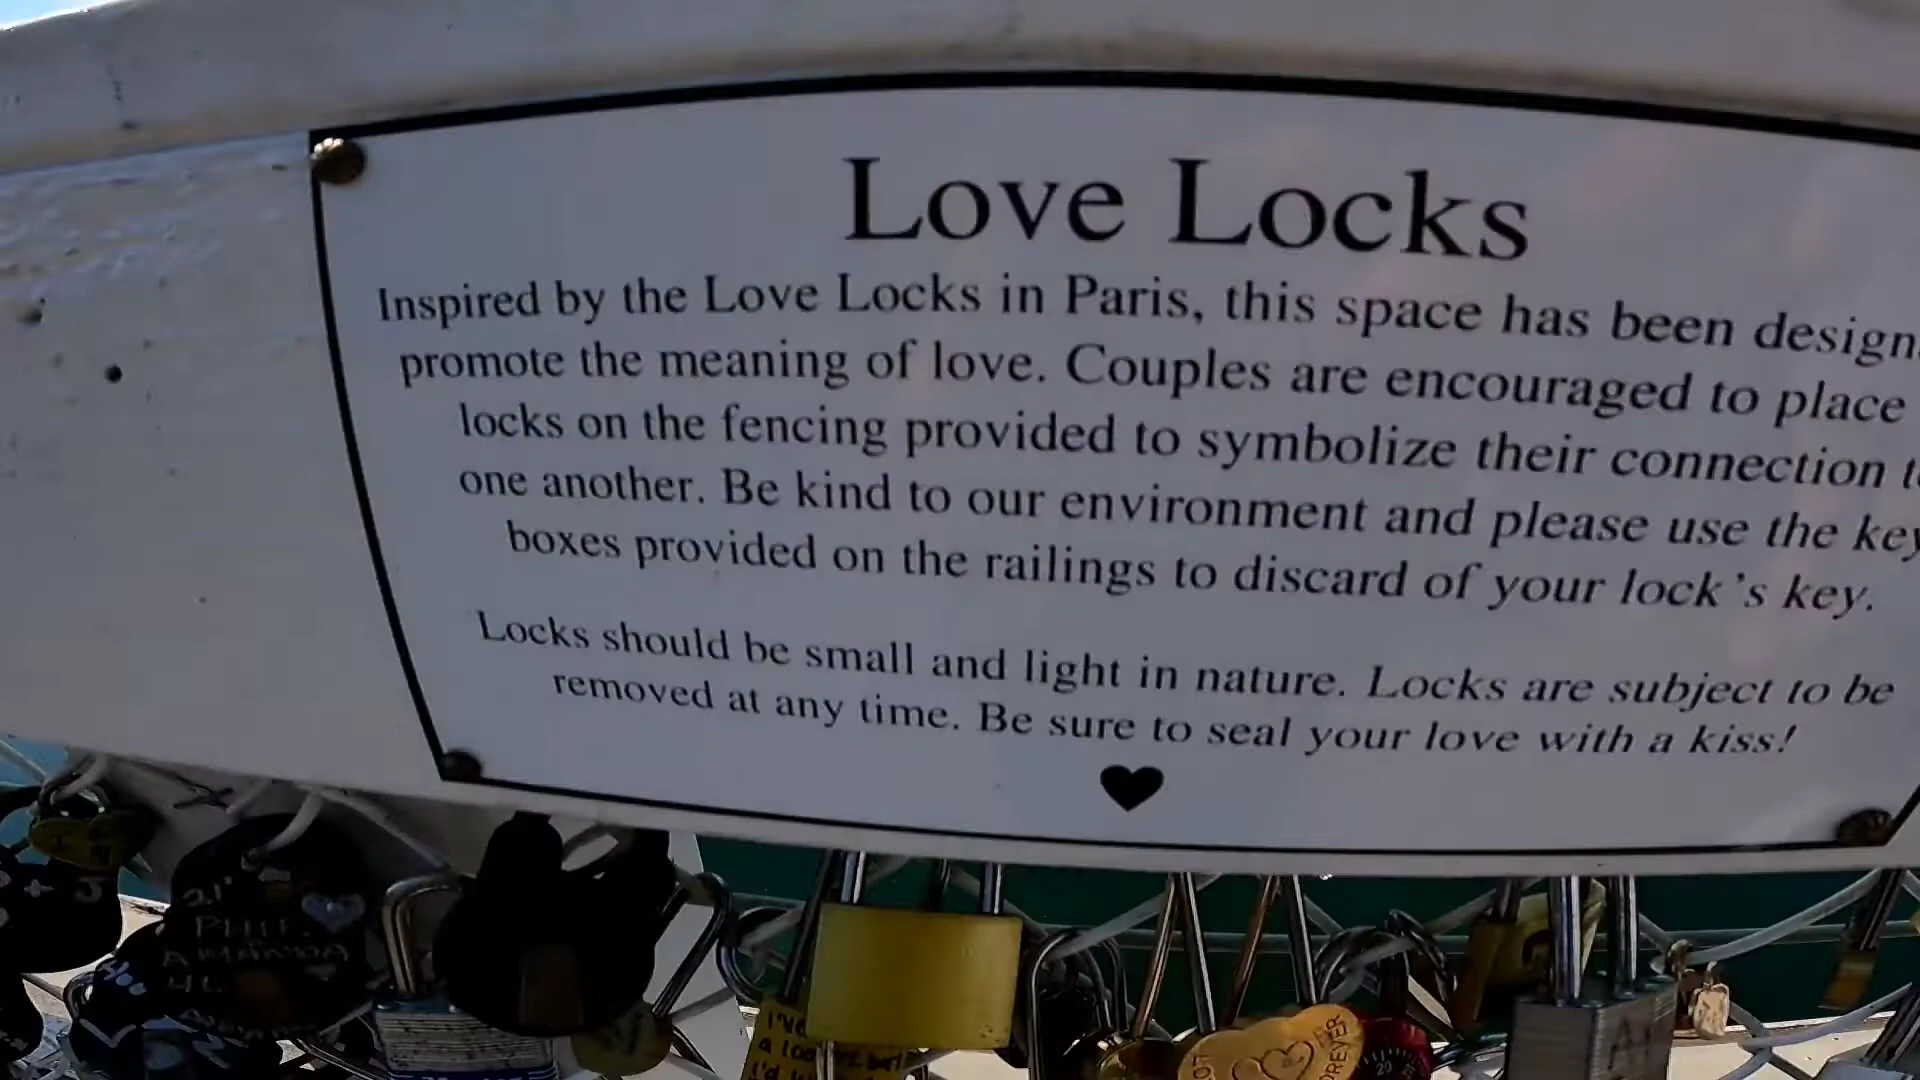 Love Locks
Inspired by the Love Locks in Paris, this space has been
promote the meaning of love. Couples are encouraged to place
locks on the fencing provided to symbolize their connection
one another. Be kind to our environment and please use the
boxes provided on the railings to discard of your lock's key.
Locks should be small and light in nature. Locks are subject to be
removed at any time. Be sure to seal your love with a kiss!
J
PHIL
AMANDA
I'VE
a
I'd
20